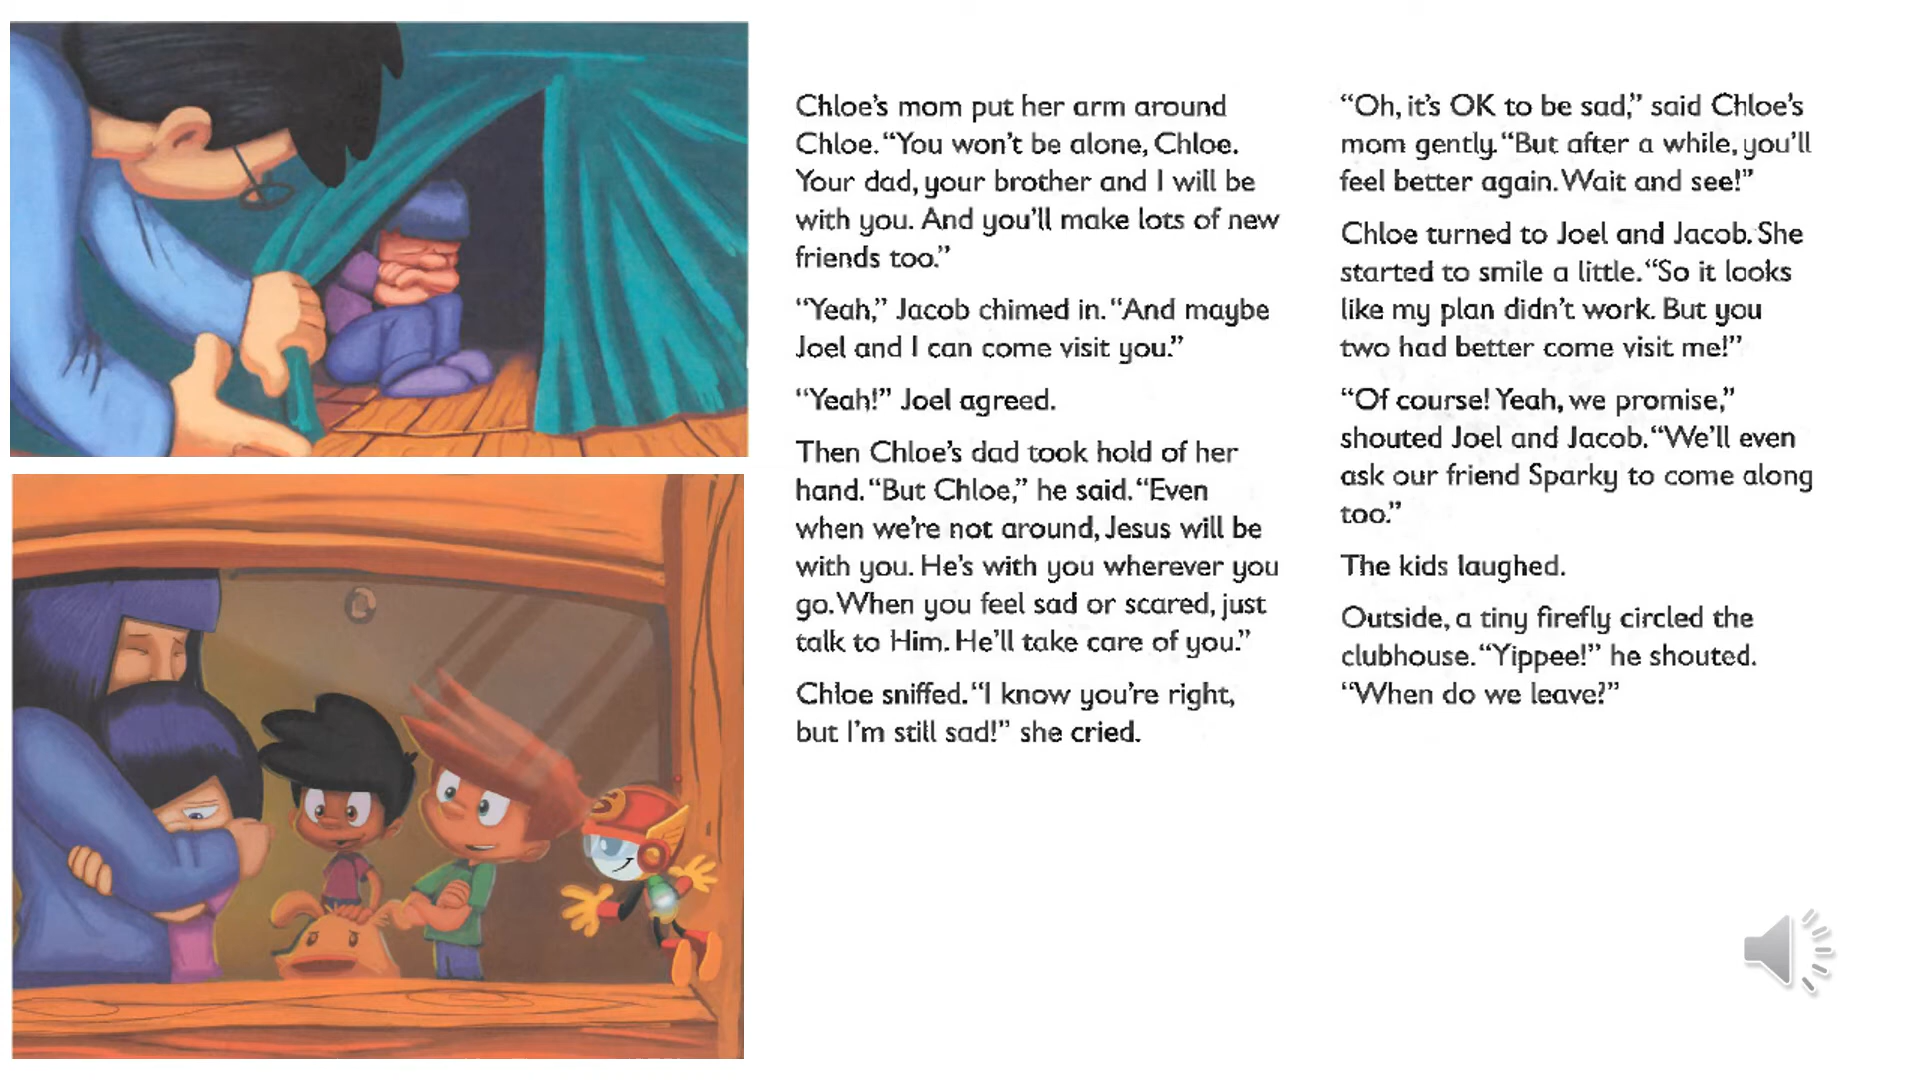 Chloe's mom put her arm around
Chloe. “You won't be alone, Chloe.
Your dad, your brother and I will be
with you. And you'll make lots of new
friends too.”
“Yeah,” Jacob chimed in. “And maybe
Joel and I can come visit you.”
“Yeah!” Joel agreed.
Then Chloe's dad took hold of her
hand. “But Chloe,” he said. “Even
when we're not around, Jesus will be
with you. He's with you wherever you
go. When you feel sad or scared, just
talk to Him. He'll take care of you.”
Chloe sniffed. “I know you're right,
but I'm still sad!” she cried.
“Oh, it's OK to be sad,” said Chloe's
mom gently. “But after a while, you'll
feel better again. Wait and see!”
Chloe turned to Joel and Jacob. She
started to smile a little. “So it looks
like my plan didn't work. But you
two had better come visit me!”
“Of course! Yeah, we promise,”
shouted Joel and Jacob. “We'll even
ask our friend Sparky to come along
too.”
The kids laughed.
Outside, a tiny firefly circled the
clubhouse. “Yippee!” he shouted.
“When do we leave?”